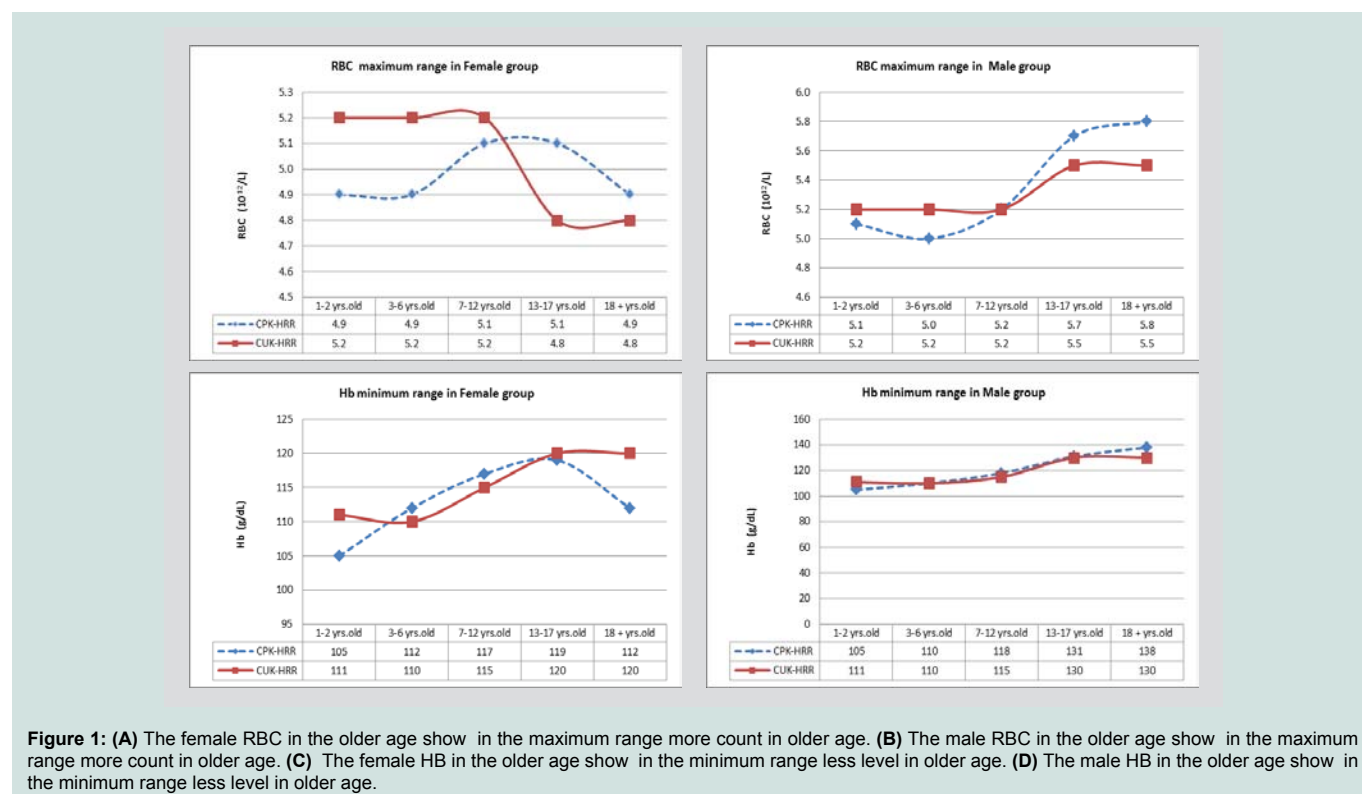 RBC maximum range in Female group
RBC (10¹²/L)
5.3
5.2
5.1
5.0
4.9
4.8
4.7
4.6
4.5
1-2 yrs.old 3-6 yrs.old 7-12 yrs.old 13-17 yrs.old 18 + yrs.old
CPK-HRR 4.9 4.9 5.1 5.1 4.9
CUK-HRR 5.2 5.2 5.2 4.8 4.8
RBC maximum range in Male group
RBC (10¹²/L)
6.0
5.8
5.6
5.4
5.2
5.0
4.8
4.6
1-2 yrs.old 3-6 yrs.old 7-12 yrs.old 13-17 yrs.old 18 + yrs.old
CPK-HRR 5.1 5.0 5.2 5.7 5.8
CUK-HRR 5.2 5.2 5.2 5.5 5.5
Hb minimum range in Female group
Hb (g/dL)
125
120
115
110
105
100
95
1-2 yrs.old 3-6 yrs.old 7-12 yrs.old 13-17 yrs.old 18 + yrs.old
CPK-HRR 105 112 117 119 112
CUK-HRR 111 110 115 120 120
Hb minimum range in Male group
Hb (g/dL)
160
140
120
100
80
60
40
20
0
1-2 yrs.old 3-6 yrs.old 7-12 yrs.old 13-17 yrs.old 18 + yrs.old
CPK-HRR 105 110 118 131 138
CUK-HRR 111 110 115 130 130
Figure 1: (A) The female RBC in the older age show in the maximum range more count in older age. (B) The male RBC in the older age show in the maximum
range more count in older age. (C) The female HB in the older age show in the minimum range less level in older age. (D) The male HB in the older age show in
the minimum range less level in older age.